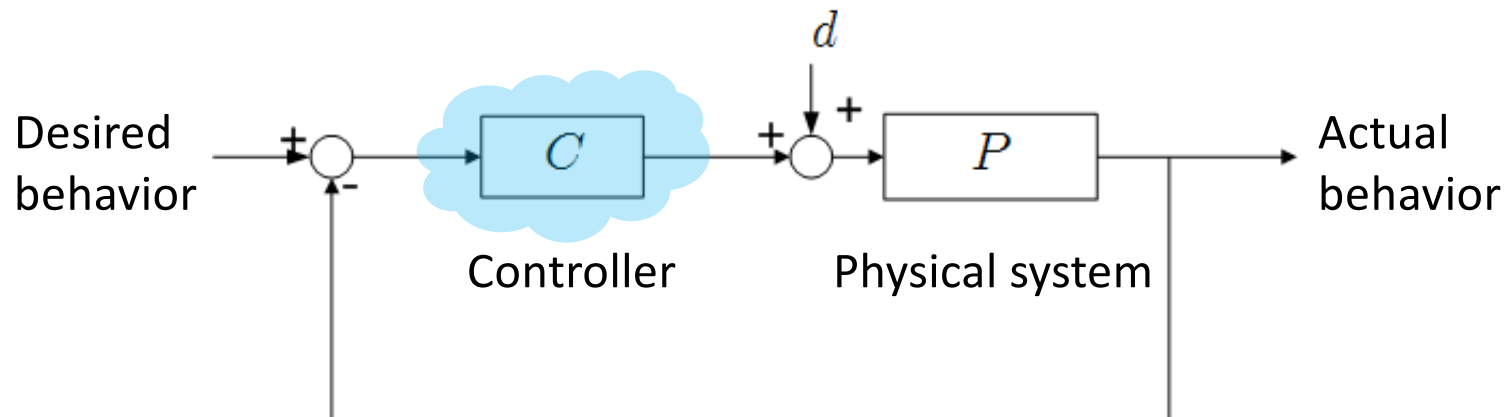 d
Desired
behavior
+
-
C
+
+
P
Actual
behavior
Controller
Physical system